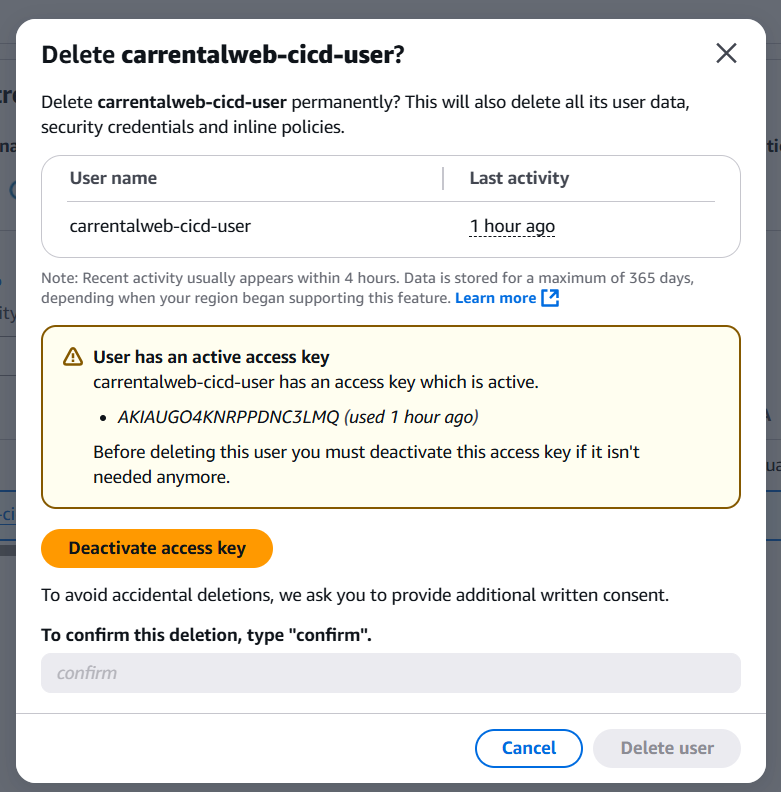 Delete carrentalweb-cicd-user?
Delete carrentalweb-cicd-user permanently? This will also delete all its user data,
security credentials and inline policies.
User name
Last activity
carrentalweb-cicd-user
1 hour ago
Note: Recent activity usually appears within 4 hours. Data is stored for a maximum of 365 days,
depending when your region began supporting this feature. Learn more
User has an active access key
carrentalweb-cicd-user has an access key which is active.
• AKIAUGO4KNRPPDNC3LMQ (used 1 hour ago)
Before deleting this user you must deactivate this access key if it isn't
needed anymore.
Deactivate access key
To avoid accidental deletions, we ask you to provide additional written consent.
To confirm this deletion, type "confirm".
confirm
Cancel
Delete user